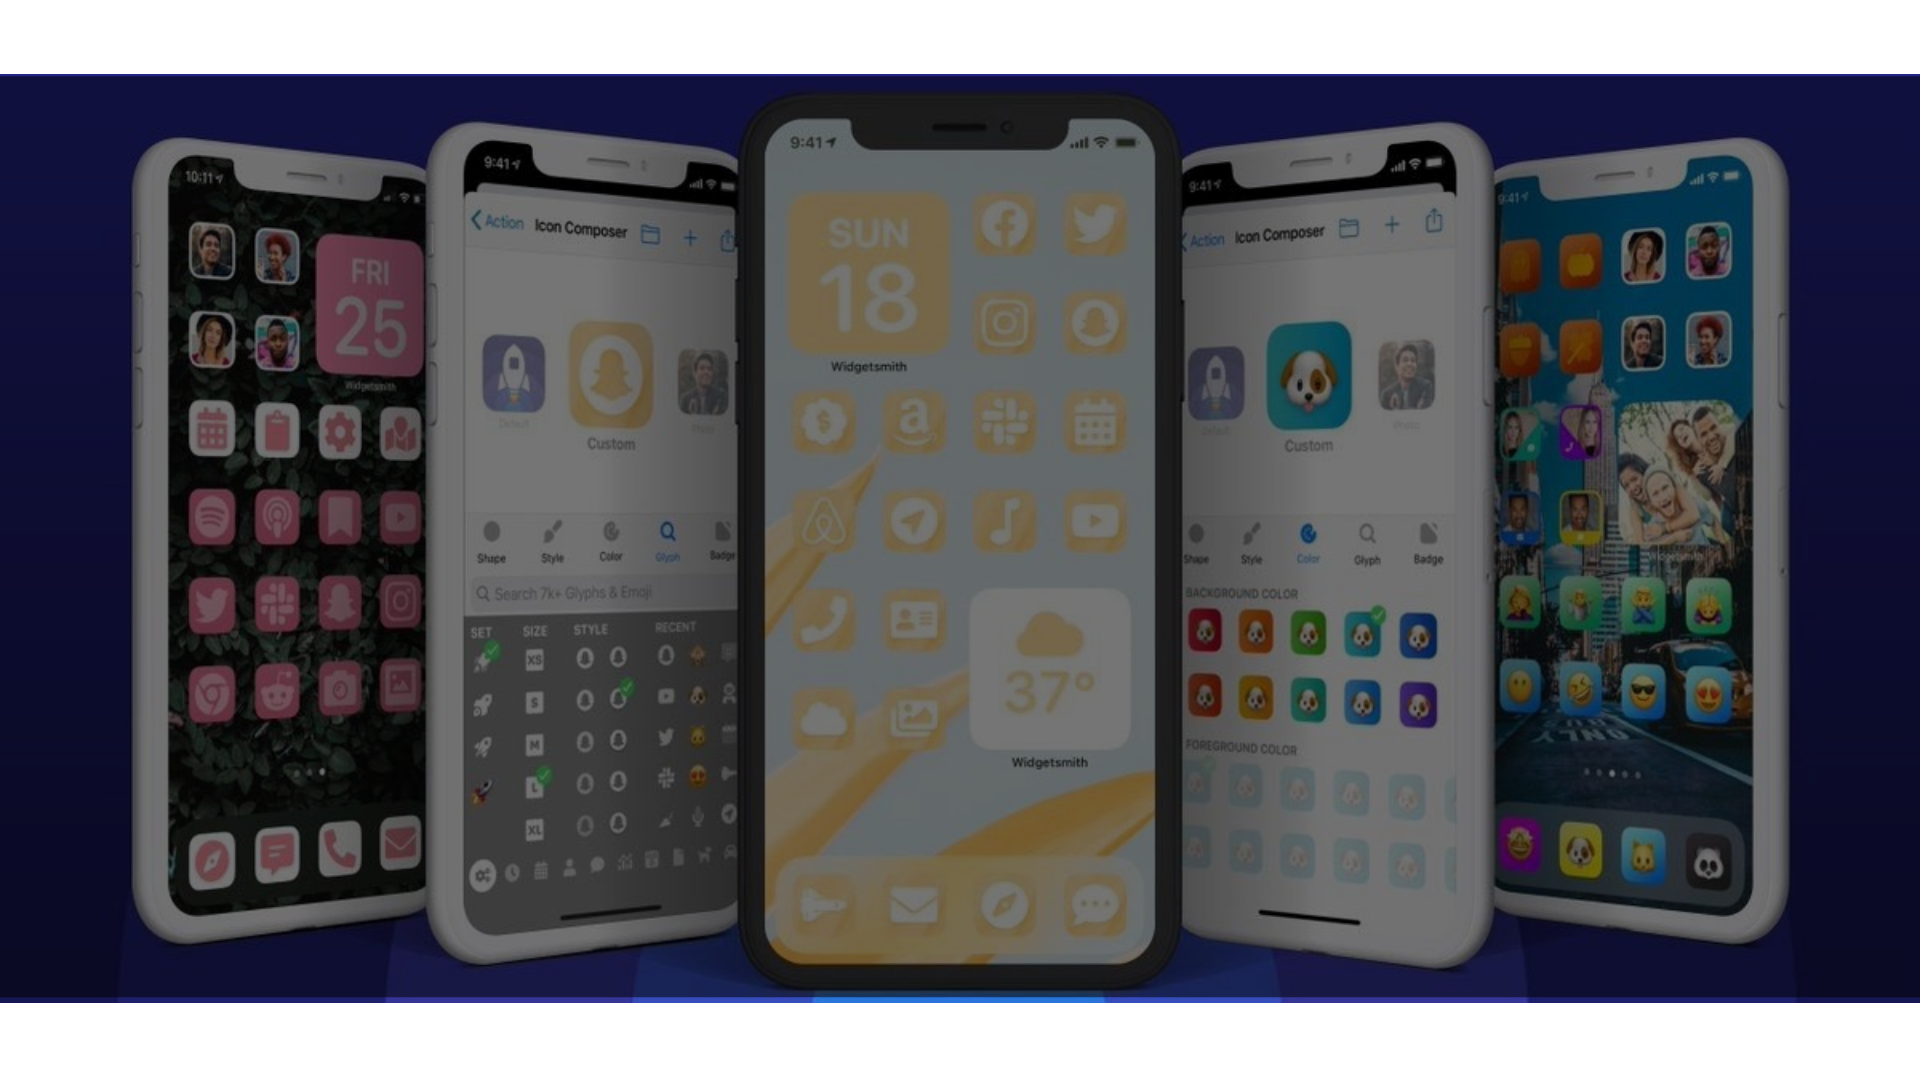 10:11
FRI
25
Widgetsmith
9:41
Action
Icon Composer
Default
Custom
Photo
Shape
Style
Color
Glyph
Badge
Search 7k+ Glyphs & Emoji
SET
SIZE
STYLE
RECENT
XS
S
M
L
XL
9:41
SUN
18
Widgetsmith
37°
Widgetsmith
9:41
Action
Icon Composer
Default
Custom
Photo
Shape
Style
Color
Glyph
Badge
BACKGROUND COLOR
FOREGROUND COLOR
9:41
Widgetsmith
ONLY